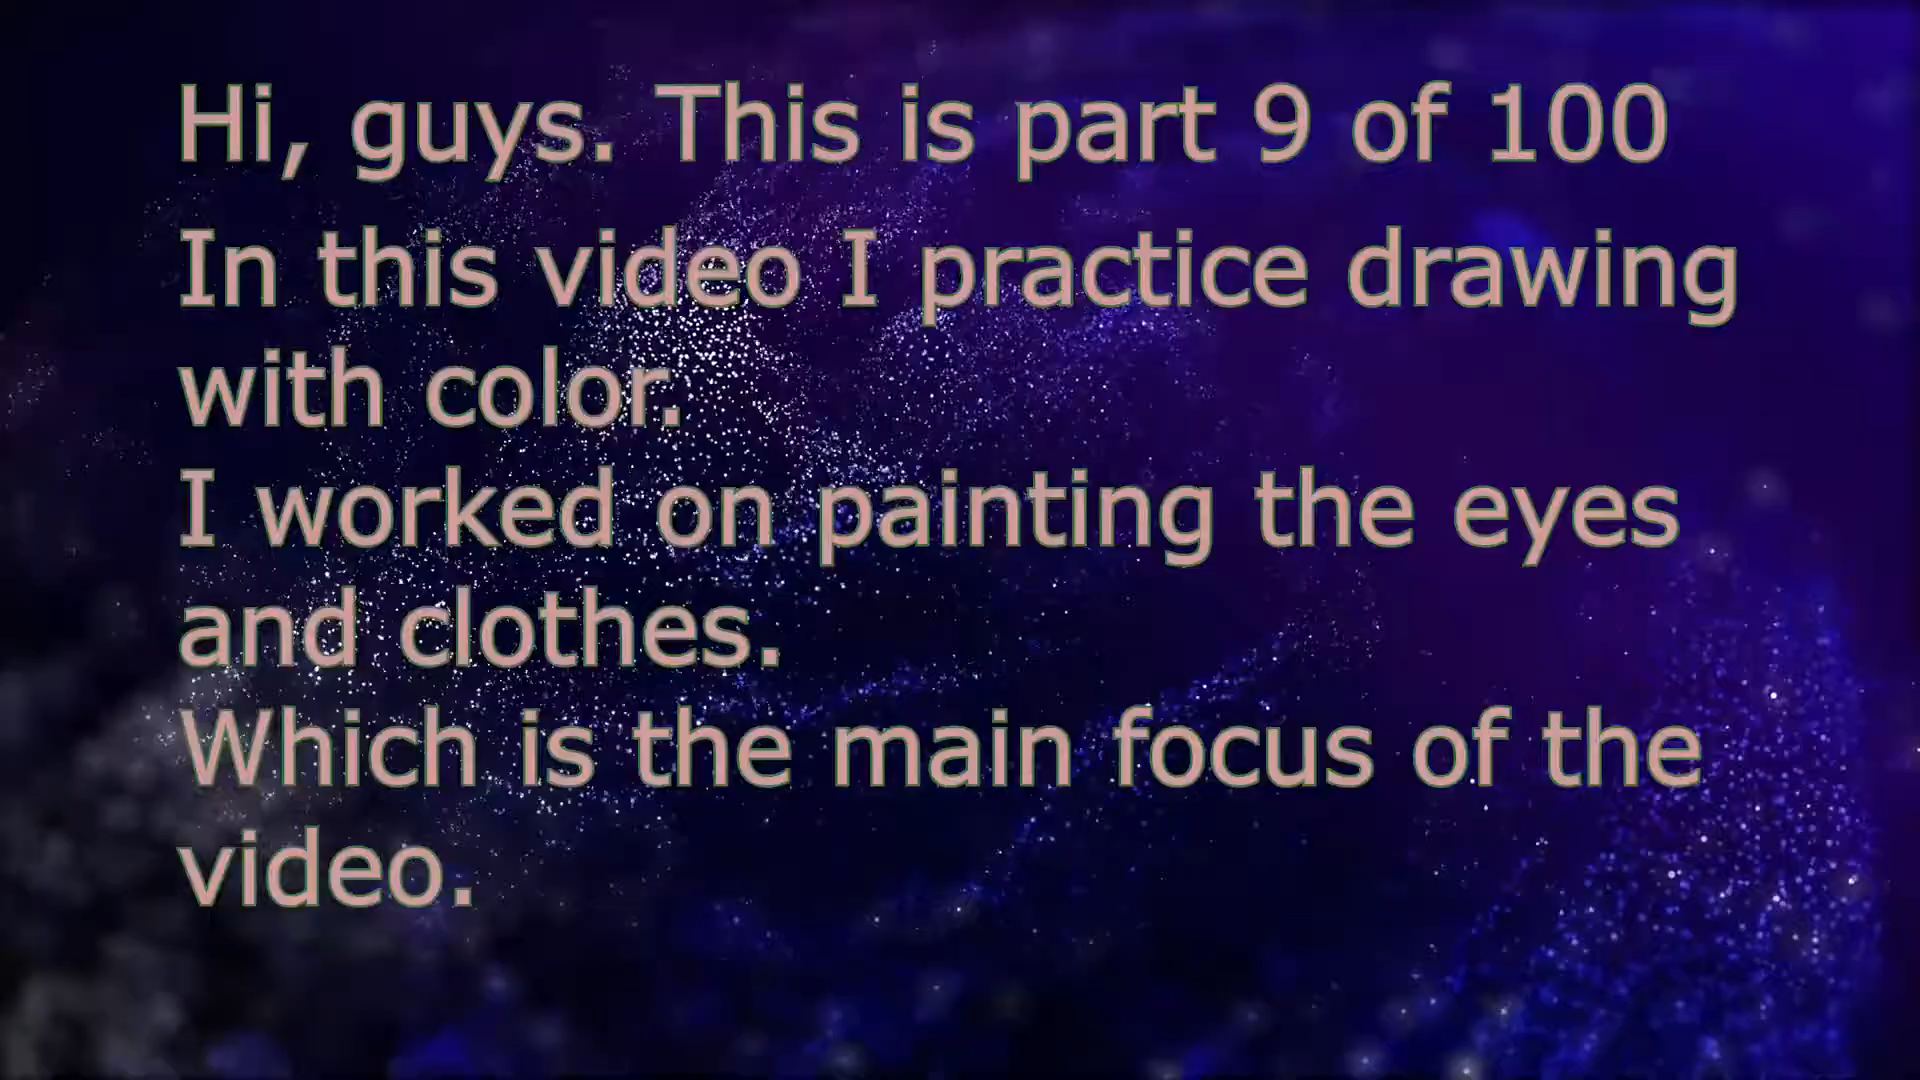 Hi, guys. This is part 9 of 100
In this video I practice drawing
with color.
I worked on painting the eyes
and clothes.
Which is the main focus of the
video.